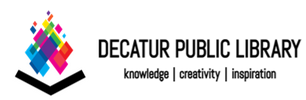 DECATUR PUBLIC LIBRARY
knowledge | creativity | inspiration